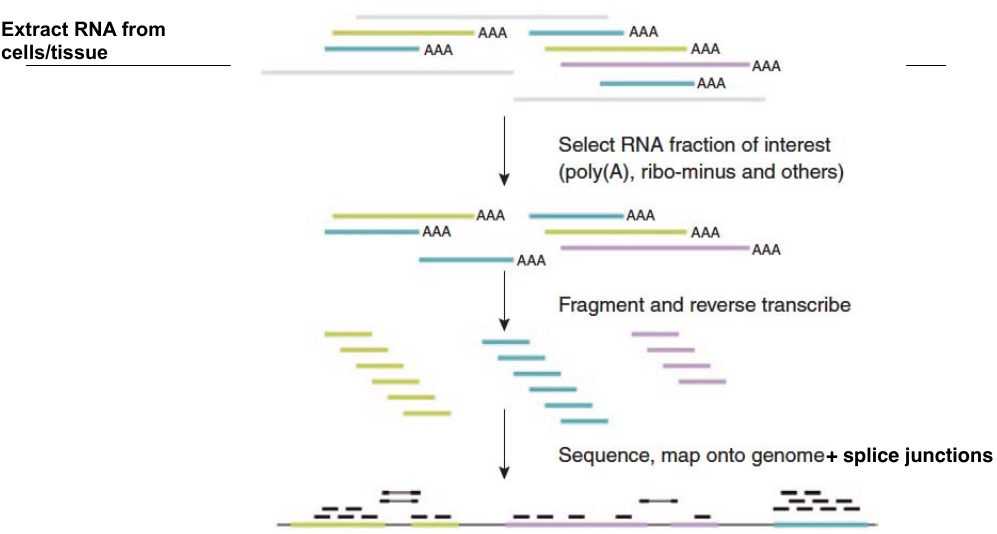 Extract RNA from
cells/tissue
AAA
AAA
AAA
AAA
AAA
AAA
Select RNA fraction of interest
(poly(A), ribo-minus and others)
AAA
AAA
AAA
AAA
AAA
AAA
Fragment and reverse transcribe
Sequence, map onto genome+ splice junctions